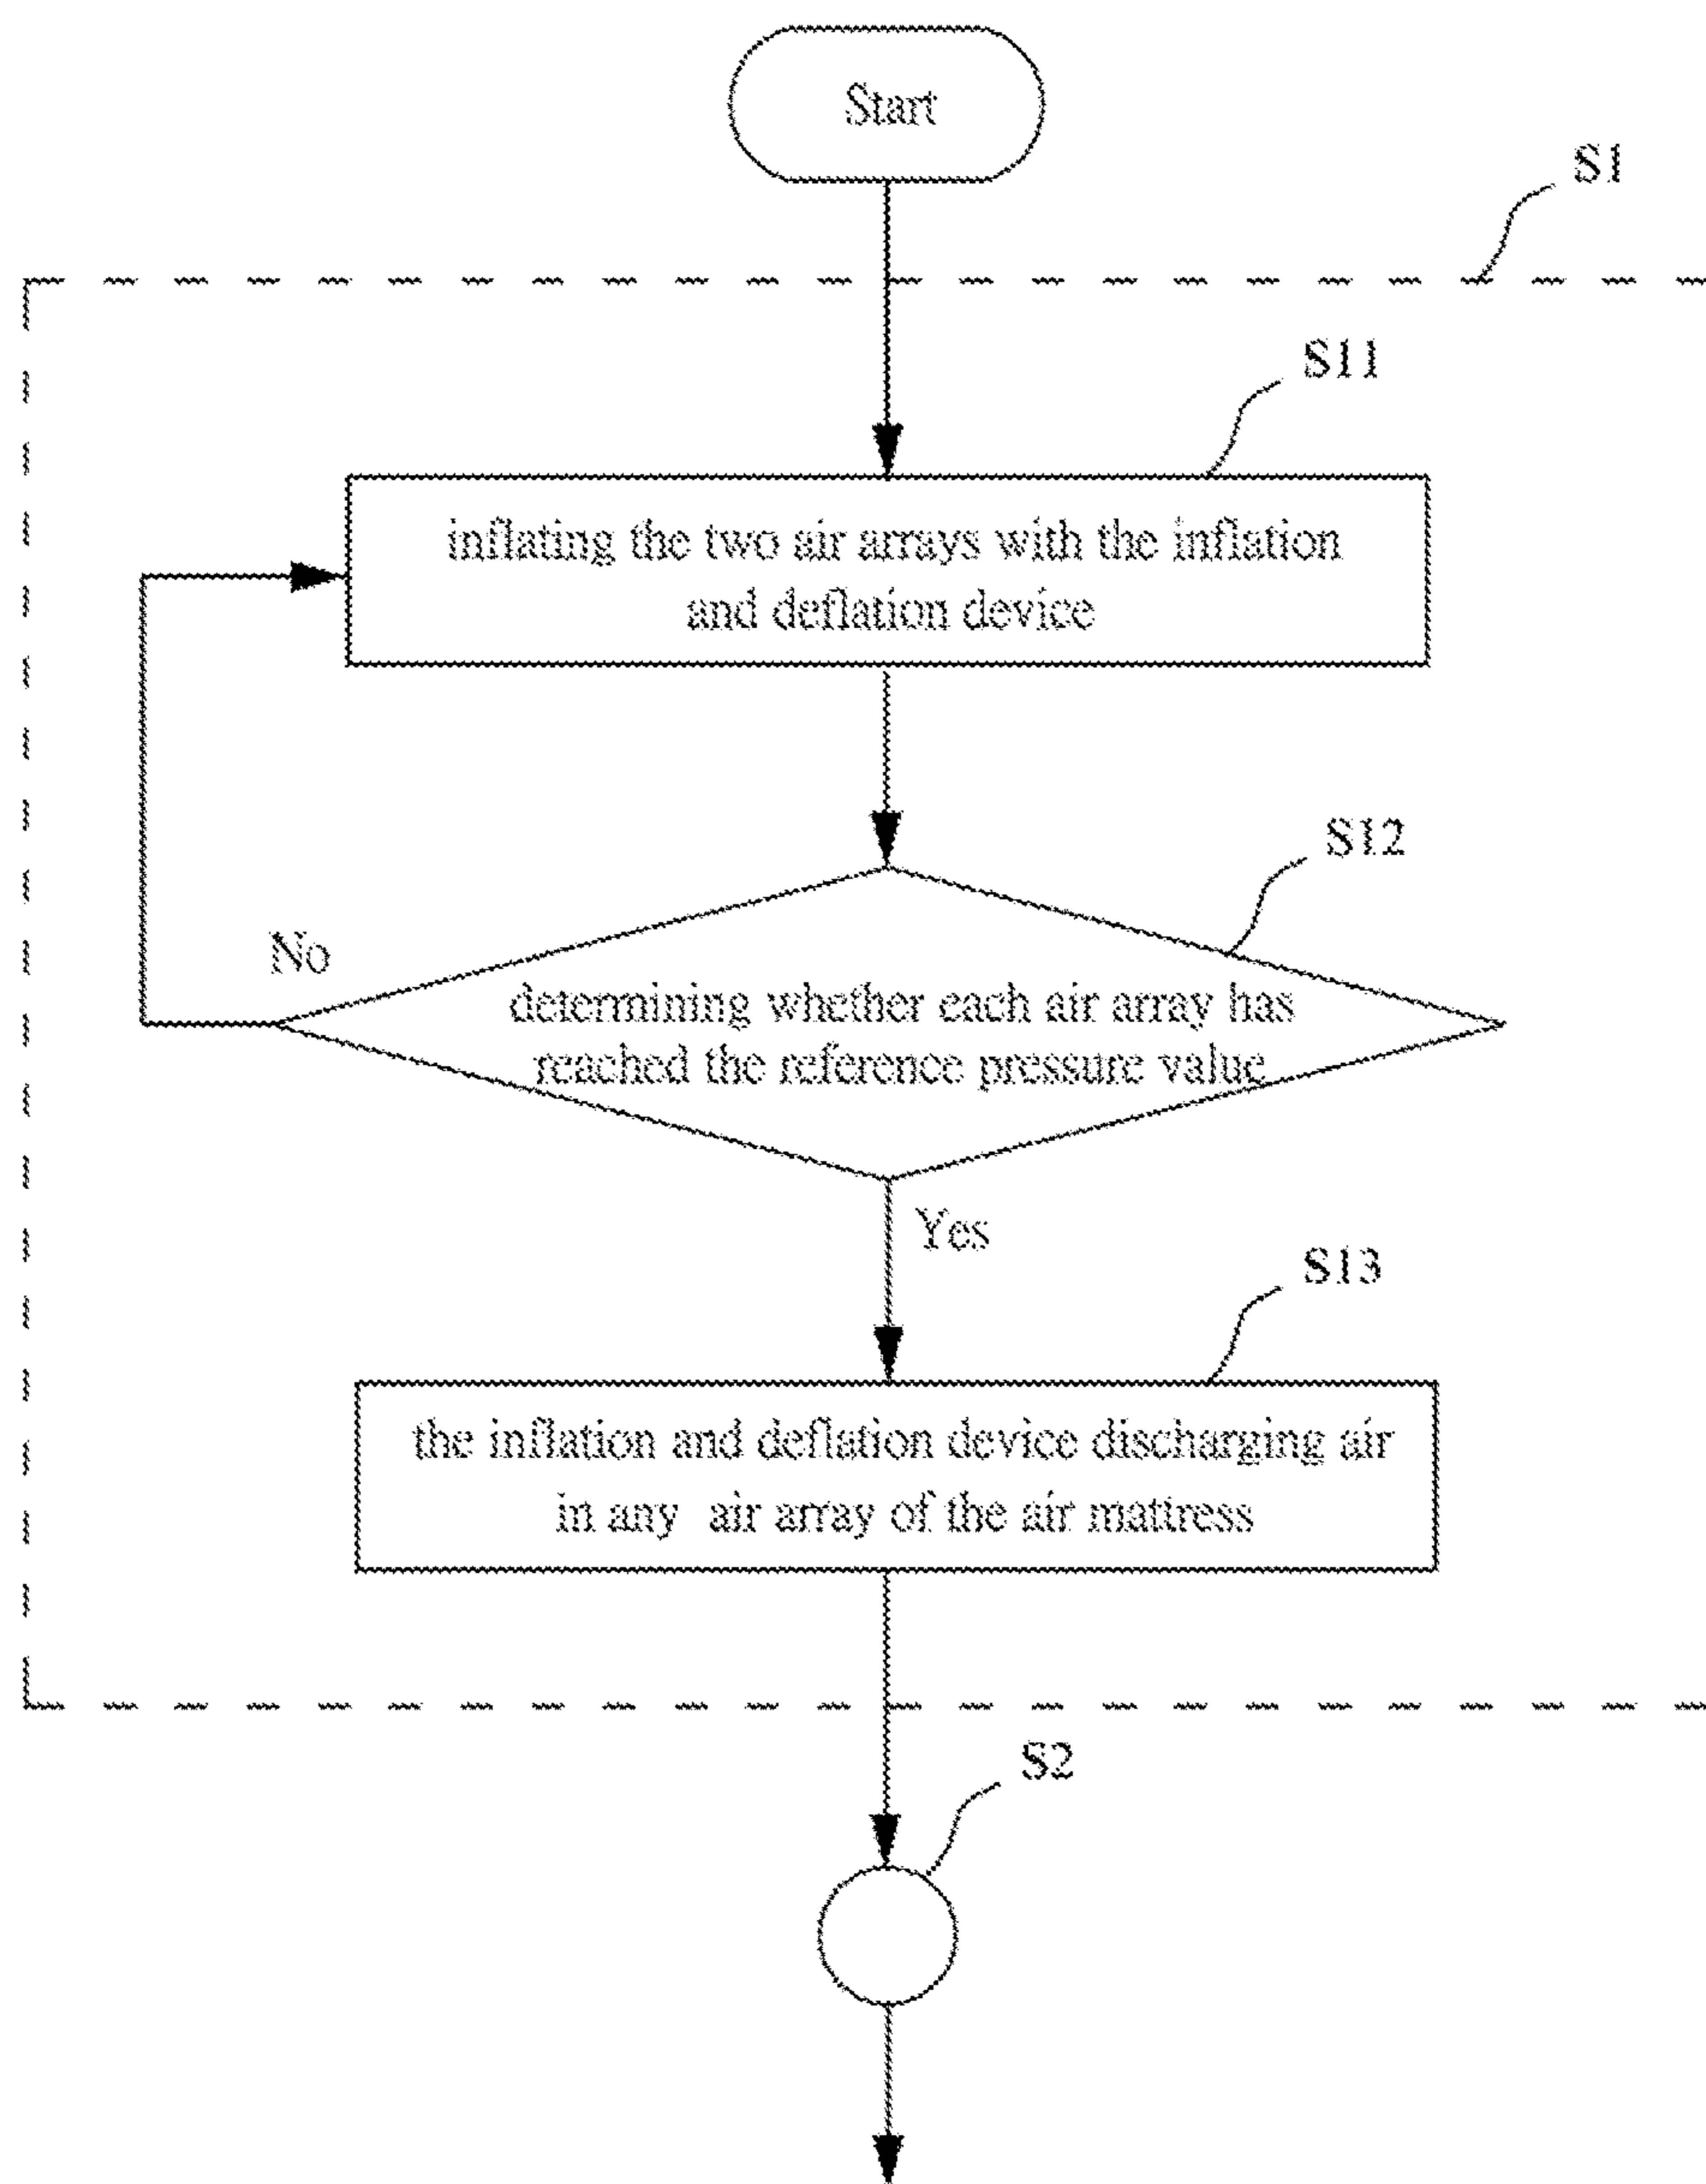 Start
S1
S11
inflating the two air arrays with the inflation
and deflation device
S12
No
determining whether each air array has
reached the reference pressure value
Yes
S13
the inflation and deflation device discharging air
in any air array of the air mattress
S2